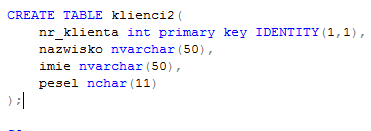 CREATE TABLE klienci2(
nr_klienta int primary key IDENTITY(1,1),
nazwisko nvarchar(50),
imie nvarchar(50),
pesel nchar(11)
);